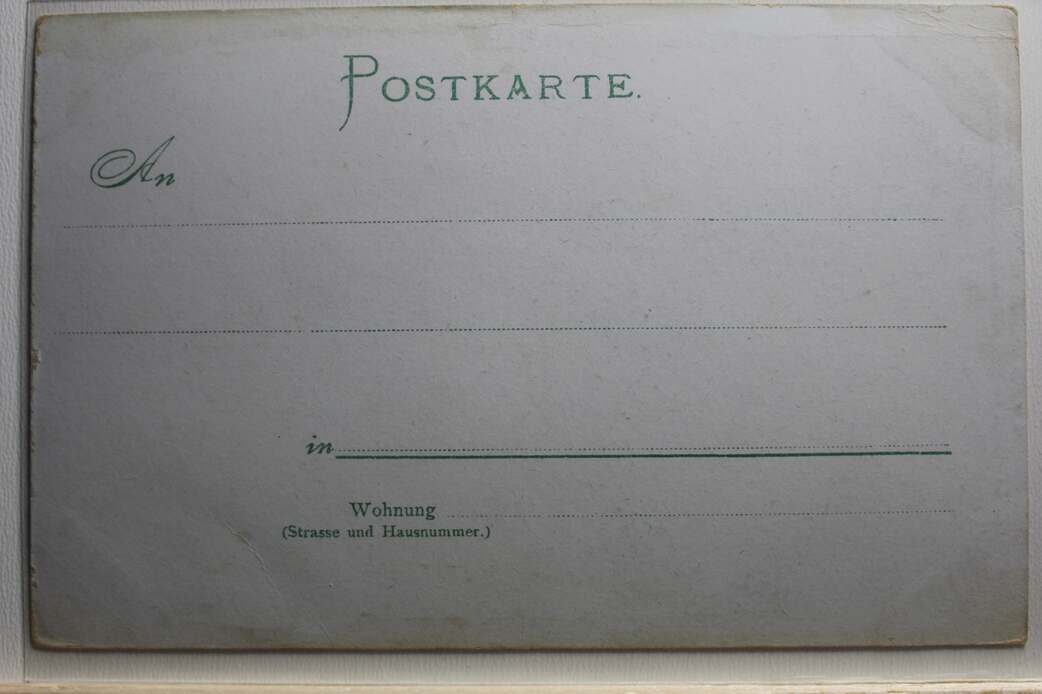 POSTKARTE.
An
in
Wohnung
(Strasse und Hausnummer.)